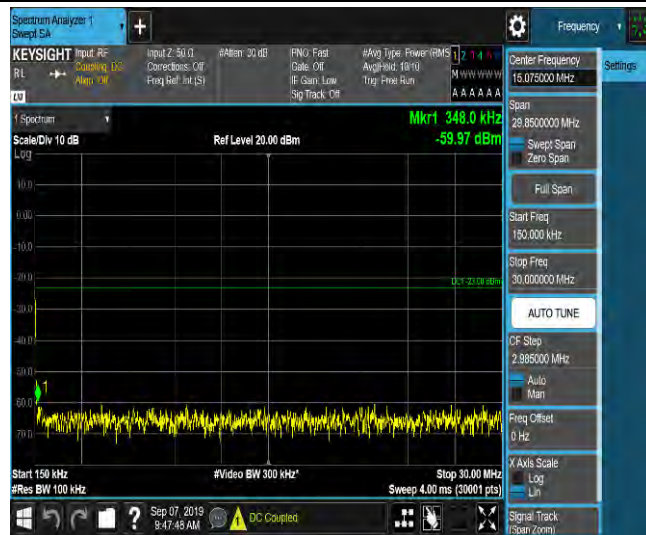 Spectrum Analyzer 1
Swept SA
+
Frequency
KEYSIGHT
Input: RF
Coupling: DC
Align: Off
RL
Input Z: 50 Ω
Corrections: Off
Freq Ref: Int (S)
#Atten: 30 dB
PNO: Fast
Gate: Off
IF Gain: Low
Sig Track: Off
#Avg Type: Power (RMS
Avg|Hold: 10/10
Trig: Free Run
1 2 3 4 5 6
M W W W W W
A A A A A A
LXI
1 Spectrum
Scale/Div 10 dB
Log
Ref Level 20.00 dBm
Mkr1 348.0 kHz
-59.97 dBm
10.0
0.00
-10.0
-20.0
-30.0
-40.0
-50.0
-60.0
-70.0
DL1 -23.00 dBm
1
Start 150 kHz
#Video BW 300 kHz*
Stop 30.00 MHz
#Res BW 100 kHz
Sweep 4.00 ms (30001 pts)
Sep 07, 2019
9:47:48 AM
?
DC Coupled
Center Frequency
15.075000 MHz
Settings
Span
29.8500000 MHz
Swept Span
Zero Span
Full Span
Start Freq
150.000 kHz
Stop Freq
30.000000 MHz
AUTO TUNE
CF Step
2.985000 MHz
Auto
Man
Freq Offset
0 Hz
X Axis Scale
Log
Lin
Signal Track
(Span Zoom)